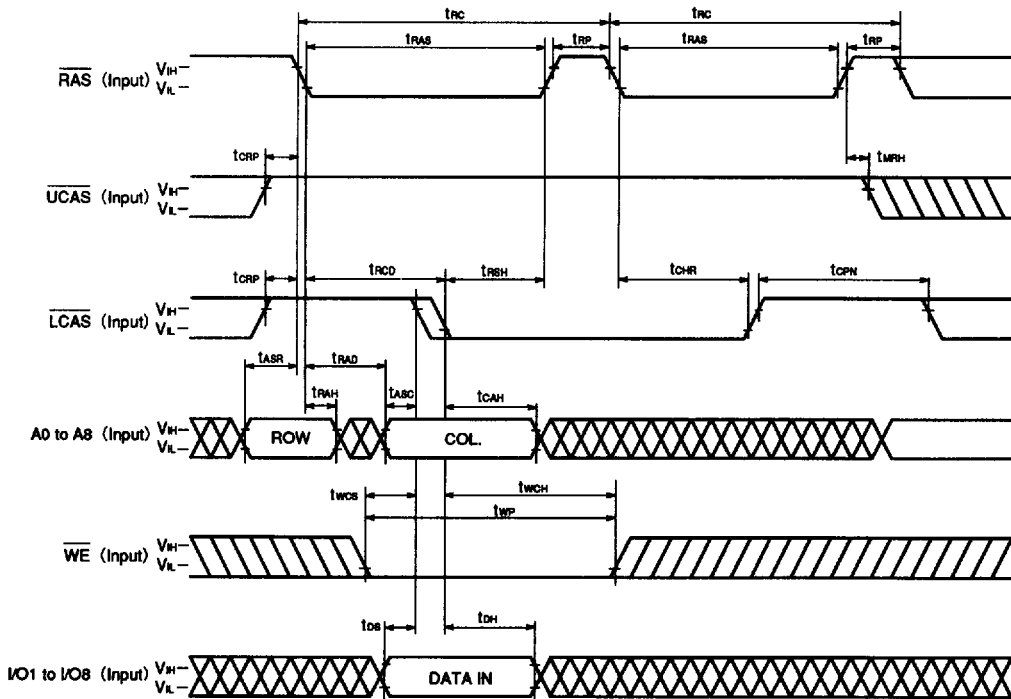 tRC tRC
tRAS tRP tRAS tRP
RAS (Input) VIH
VIL
tCRP tMRH
UCAS (Input) VIH
VIL
tCRP tRCD tRSH tCHR tCPN
LCAS (Input) VIH
VIL
tASR tRAD
tRAH tASC tCAH
A0 to A8 (Input) VIH
VIL
ROW COL.
tWCS tWCH
tWP
WE (Input) VIH
VIL
tDS tDH
I/O1 to I/O8 (Input) VIH
VIL
DATA IN